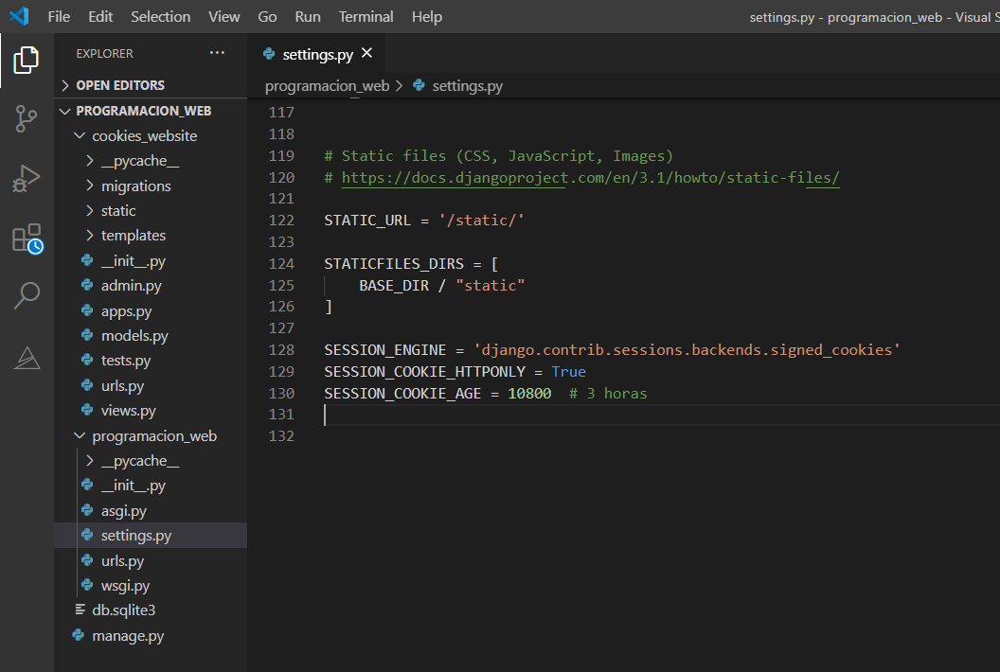 File Edit Selection View Go Run Terminal Help
settings.py - programacion_web - Visual S
EXPLORER ···
OPEN EDITORS
PROGRAMACION_WEB
cookies_website
__pycache__
migrations
static
templates
__init__.py
admin.py
apps.py
models.py
tests.py
urls.py
views.py
programacion_web
__pycache__
__init__.py
asgi.py
settings.py
urls.py
wsgi.py
db.sqlite3
manage.py
settings.py
programacion_web > settings.py
117
118
119 # Static files (CSS, JavaScript, Images)
120 # https://docs.djangoproject.com/en/3.1/howto/static-files/
121
122 STATIC_URL = '/static/'
123
124 STATICFILES_DIRS = [
125     BASE_DIR / "static"
126 ]
127
128 SESSION_ENGINE = 'django.contrib.sessions.backends.signed_cookies'
129 SESSION_COOKIE_HTTPONLY = True
130 SESSION_COOKIE_AGE = 10800  # 3 horas
131
132